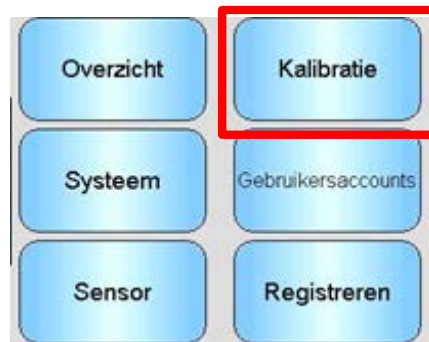 Overzicht
Kalibratie
Systeem
Gebruikersaccounts
Sensor
Registreren